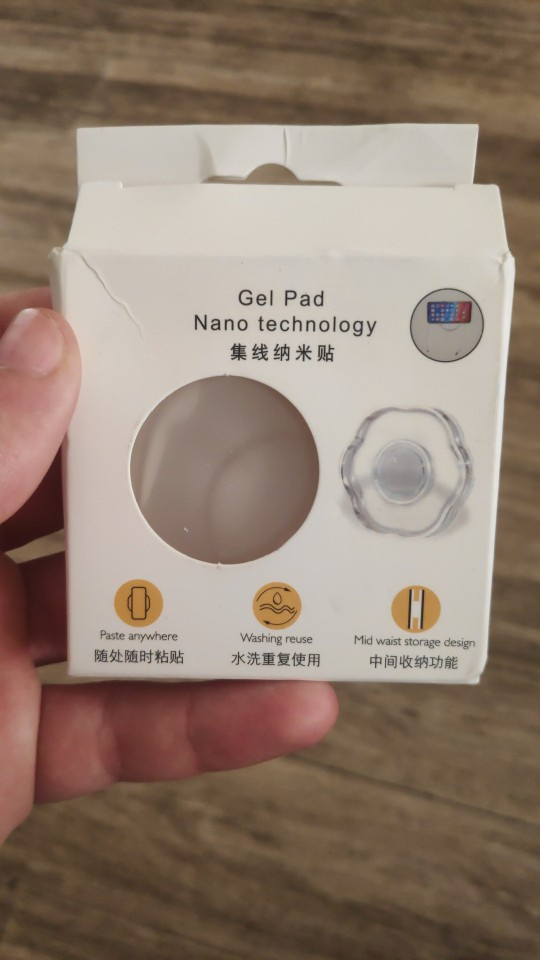 Gel Pad
Nano technology
集线纳米贴
Paste anywhere
随处随时粘贴
Washing reuse
水洗重复使用
Mid waist storage design
中间收纳功能